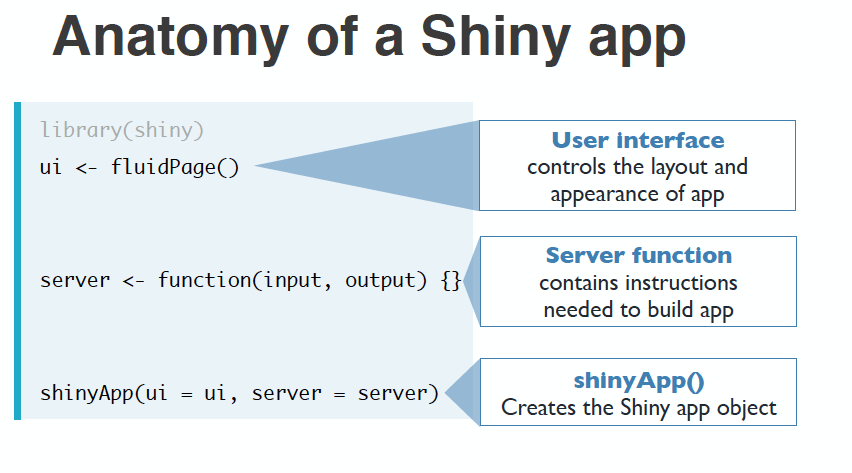 Anatomy of a Shiny app
library(shiny)
ui <- fluidPage()
User interface
controls the layout and
appearance of app
server <- function(input, output) {}
Server function
contains instructions
needed to build app
shinyApp(ui = ui, server = server)
shinyApp()
Creates the Shiny app object